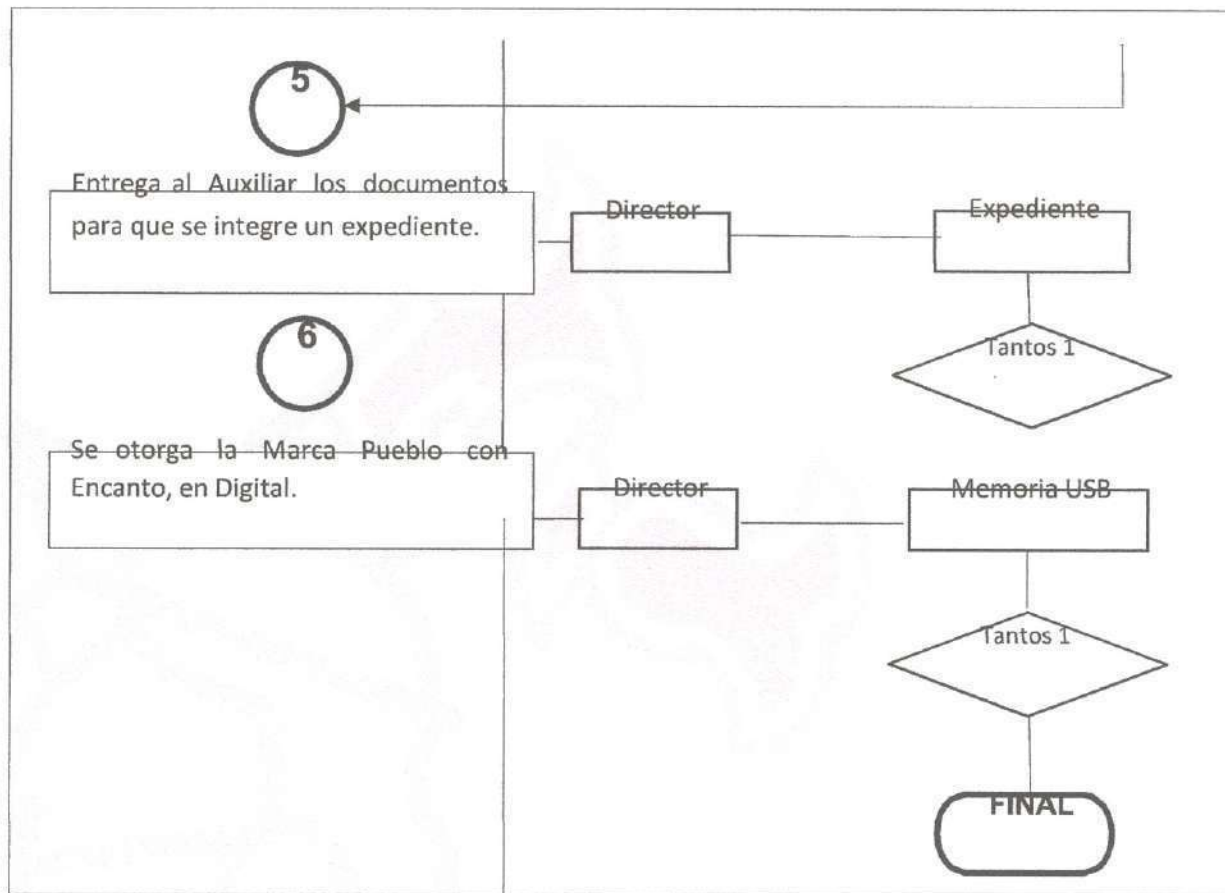 5
Entrega al Auxiliar los documentos
para que se integre un expediente.
Director
Expediente
Tantos 1
6
Se otorga la Marca Pueblo con
Encanto, en Digital.
Director
Memoria USB
Tantos 1
FINAL